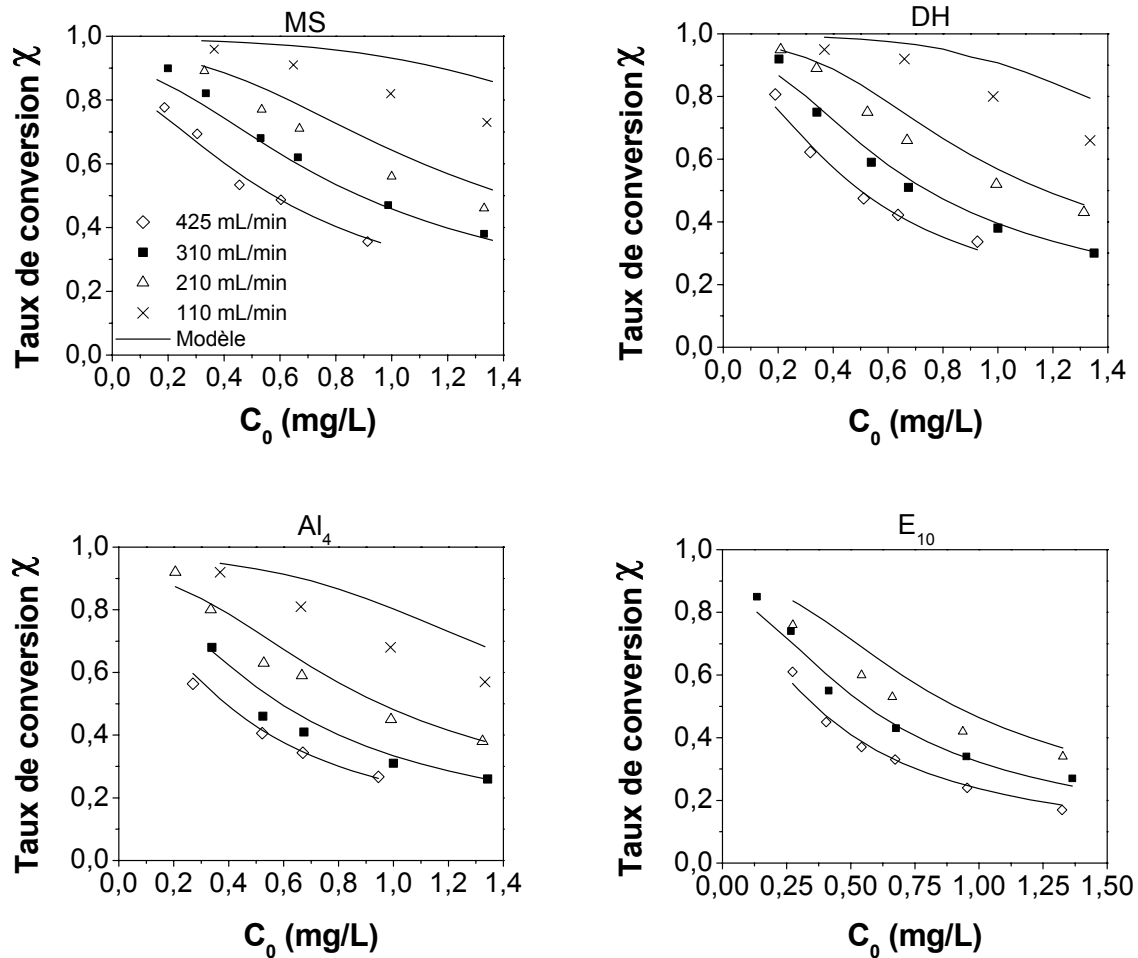 MS
Taux de conversion χ
1,0
0,8
0,6
0,4
0,2
0,0
425 mL/min
310 mL/min
210 mL/min
110 mL/min
Modèle
0,0 0,2 0,4 0,6 0,8 1,0 1,2 1,4
C₀ (mg/L)
DH
Taux de conversion χ
1,0
0,8
0,6
0,4
0,2
0,0
0,0 0,2 0,4 0,6 0,8 1,0 1,2 1,4
C₀ (mg/L)
Al₄
Taux de conversion χ
1,0
0,8
0,6
0,4
0,2
0,0
0,0 0,2 0,4 0,6 0,8 1,0 1,2 1,4
C₀ (mg/L)
E₁₀
Taux de conversion χ
1,0
0,8
0,6
0,4
0,2
0,0
0,00 0,25 0,50 0,75 1,00 1,25 1,50
C₀ (mg/L)